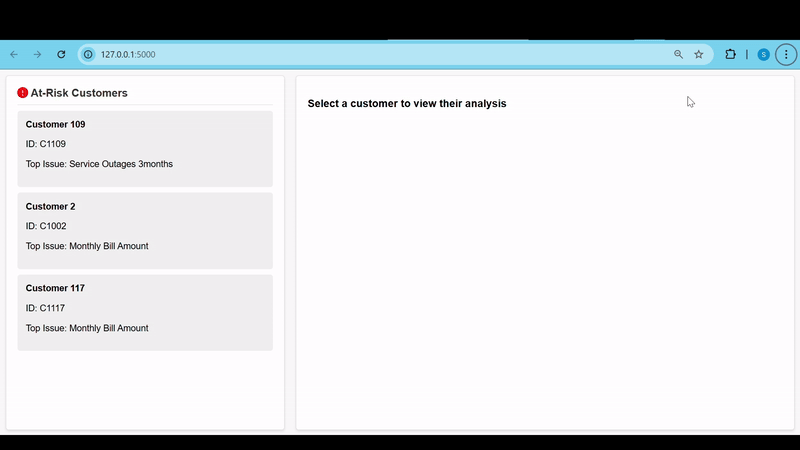 127.0.0.1:5000
S
At-Risk Customers
Customer 109
ID: C1109
Top Issue: Service Outages 3months
Customer 2
ID: C1002
Top Issue: Monthly Bill Amount
Customer 117
ID: C1117
Top Issue: Monthly Bill Amount
Select a customer to view their analysis